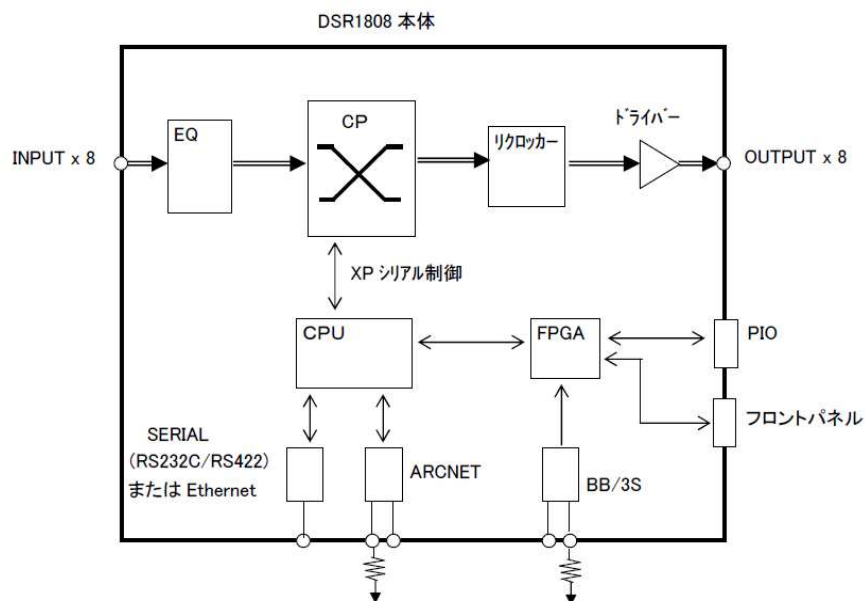 DSR1808 本体
EQ
CP
リクロッカー
ドライバー
INPUT x 8
OUTPUT x 8
XP シリアル制御
CPU
FPGA
PIO
フロントパネル
SERIAL
(RS232C/RS422)
または Ethernet
ARCNET
BB/3S